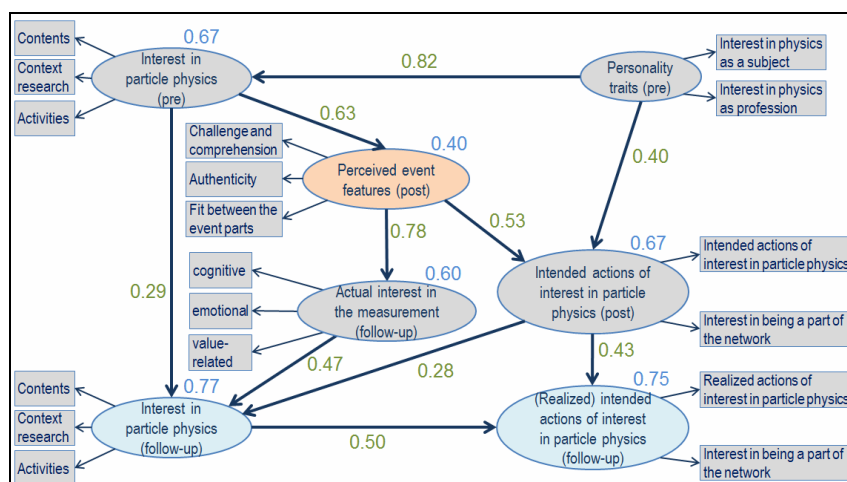 Contents
Context
research
Activities
0.67
Interest in
particle physics
(pre)
0.82
Personality
traits (pre)
Interest in physics
as a subject
Interest in physics
as profession
0.63
Challenge and
comprehension
Authenticity
Fit between the
event parts
0.40
Perceived event
features (post)
0.40
0.78
0.53
0.29
cognitive
emotional
value-
related
0.60
Actual interest in
the measurement
(follow-up)
0.67
Intended actions of
interest in particle
physics (post)
Intended actions of
interest in particle physics
Interest in being a part of
the network
0.47
0.28
0.43
Contents
Context
research
Activities
0.77
Interest in
particle physics
(follow-up)
0.50
0.75
(Realized) intended
actions of interest
in particle physics
(follow-up)
Realized actions of
interest in particle physics
Interest in being a part of
the network